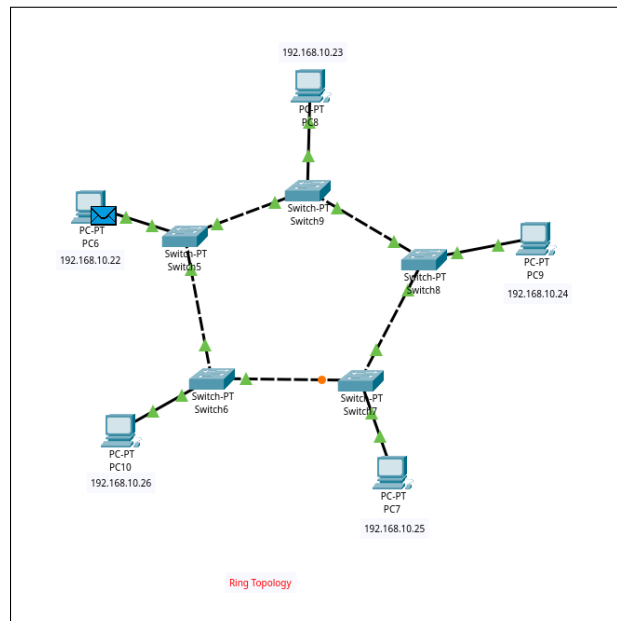 192.168.10.23
PC-PT
PC8
Switch-PT
Switch9
PC-PT
PC6
192.168.10.22
Switch-PT
Switch5
Switch-PT
Switch8
PC-PT
PC9
192.168.10.24
Switch-PT
Switch6
Switch-PT
Switch7
PC-PT
PC10
192.168.10.26
PC-PT
PC7
192.168.10.25
Ring Topology